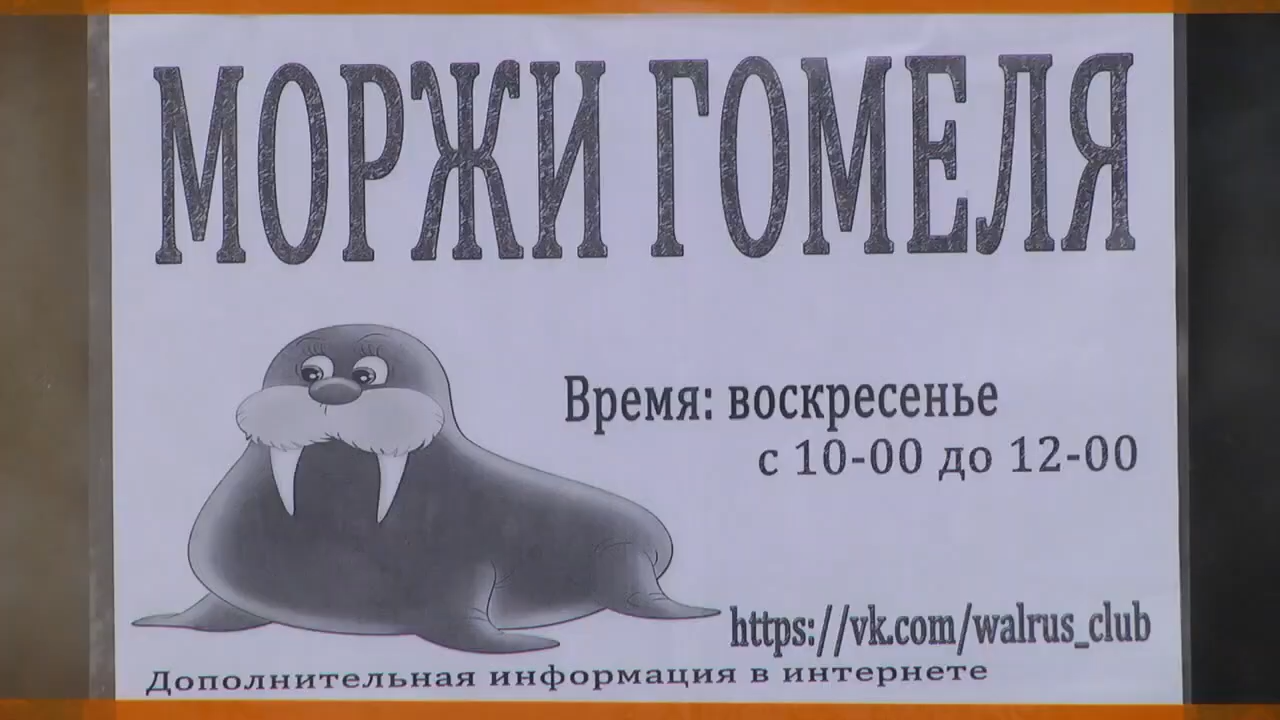 МОРЖИ ГОМЕЛЯ
Время: воскресенье
с 10-00 до 12-00
https://vk.com/walrus_club
Дополнительная информация в интернете